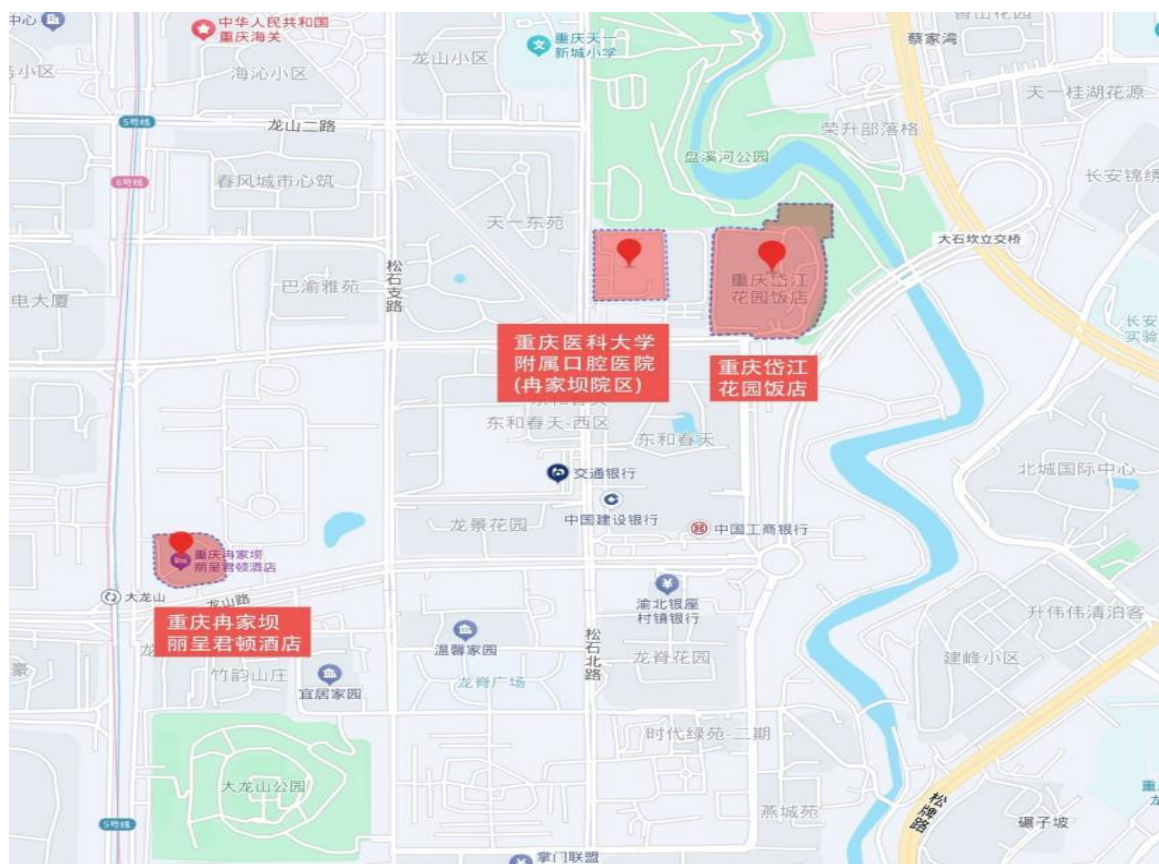 中心
中华人民共和国
重庆海关
海沁小区
龙山小区
重庆天一
新城小学
蔡家湾
天一桂湖花源
5号线
龙山二路
荣升部落格
盘溪河公园
6号线
春风城市心筑
长安锦绣
天一东苑
大石坎立交桥
松石支路
巴渝雅苑
电大厦
重庆岱江
花园饭店
长安
实验
重庆医科大学
附属口腔医院
(冉家坝院区)
重庆岱江
花园饭店
东和春天-西区
东和春天
交通银行
北城国际中心
中国建设银行
龙景花园
中国工商银行
重庆冉家坝
丽呈君顿酒店
大龙山
龙山路
渝北银座
村镇银行
升伟伟清泊客
重庆冉家坝
丽呈君顿酒店
温馨家园
松石北路
龙脊花园
建峰小区
竹韵山庄
宜居家园
龙脊广场
时代绿苑-二期
大龙山公园
燕城苑
松牌路
碾子坡
5号线
掌门联盟